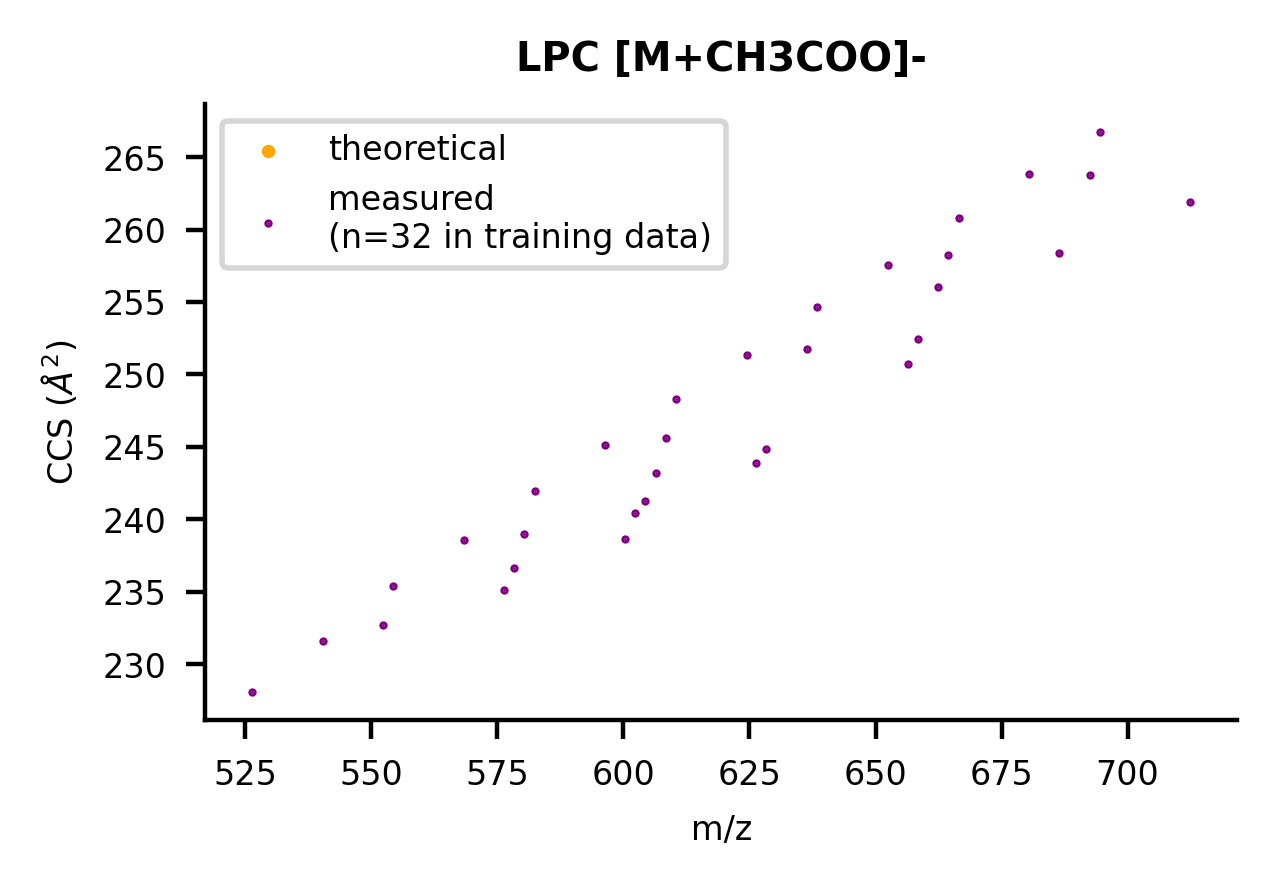 LPC [M+CH3COO]-
theoretical
measured
(n=32 in training data)
265
260
255
250
245
240
235
230
CCS (Å²)
525 550 575 600 625 650 675 700
m/z